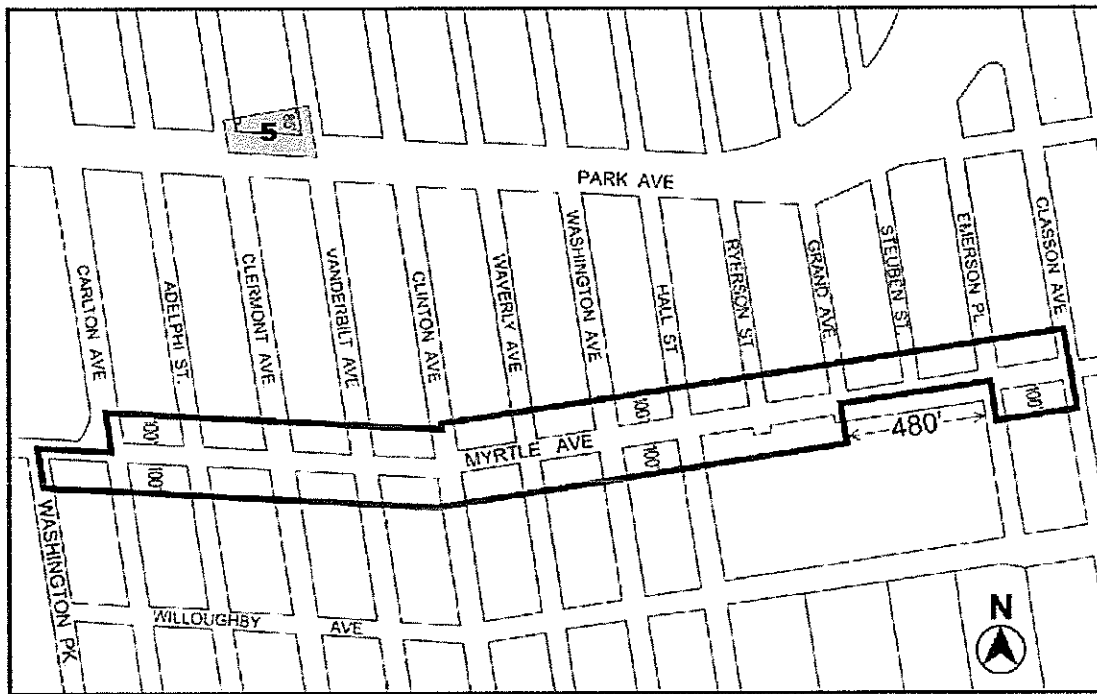 5
85'
PARK AVE
CARLTON AVE
ADELPHI ST.
CLERMONT AVE
VANDERBILT AVE
CLINTON AVE
WAVERLY AVE
WASHINGTON AVE
HALL ST
RYERSON ST.
GRAND AVE
STEUBEN ST.
EMERSON PL
CLASSON AVE
100'
100'
100'
480'
MYRTLE AVE
100'
100'
WASHINGTON PK
WILLOUGHBY AVE
N